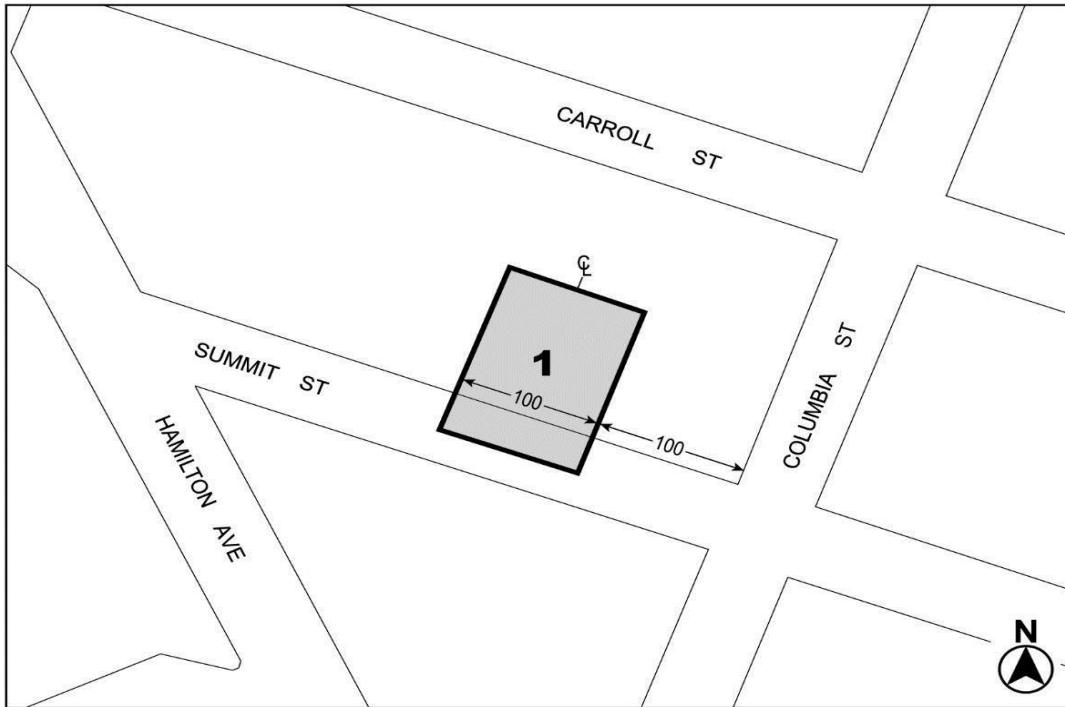 CARROLL ST
℄
1
SUMMIT ST
100
100
COLUMBIA ST
HAMILTON AVE
N